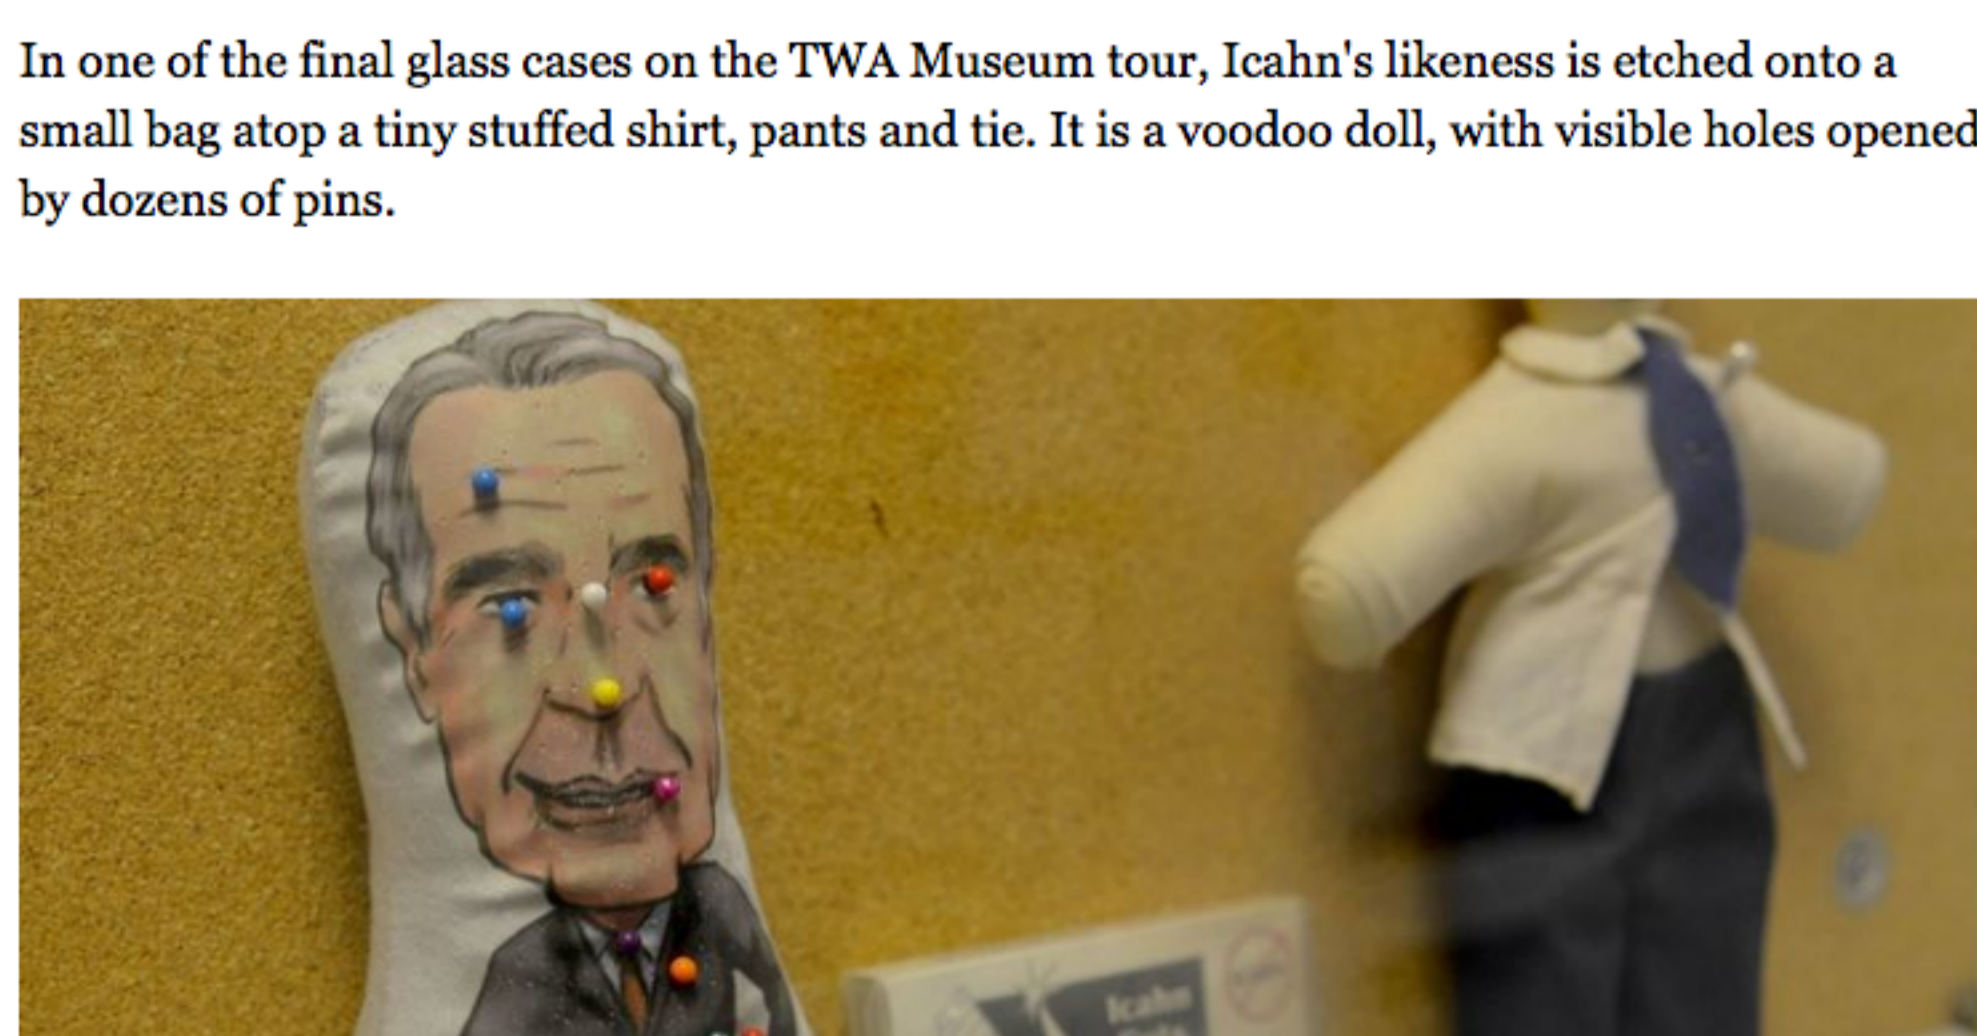 In one of the final glass cases on the TWA Museum tour, Icahn's likeness is etched onto a
small bag atop a tiny stuffed shirt, pants and tie. It is a voodoo doll, with visible holes opened
by dozens of pins.
Icahn